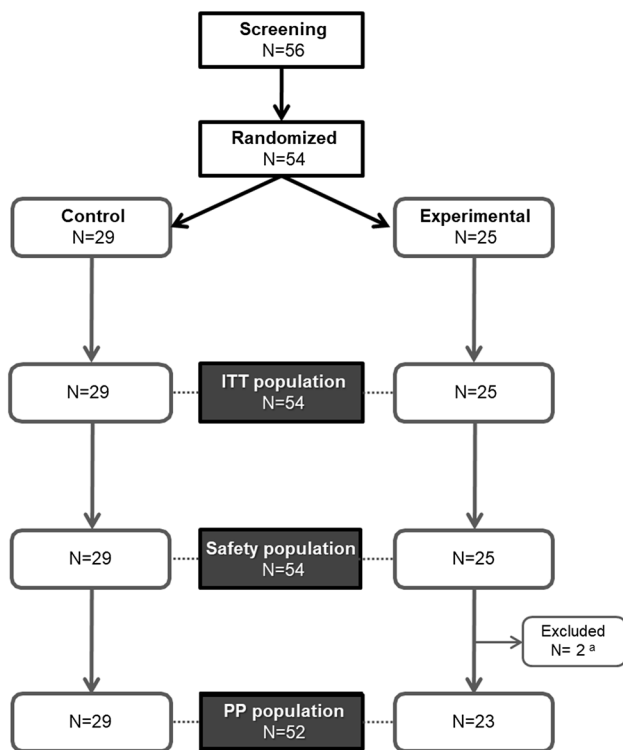 Screening
N=56
Randomized
N=54
Control
N=29
Experimental
N=25
N=29
ITT population
N=54
N=25
N=29
Safety population
N=54
N=25
Excluded
N= 2 ª
N=29
PP population
N=52
N=23